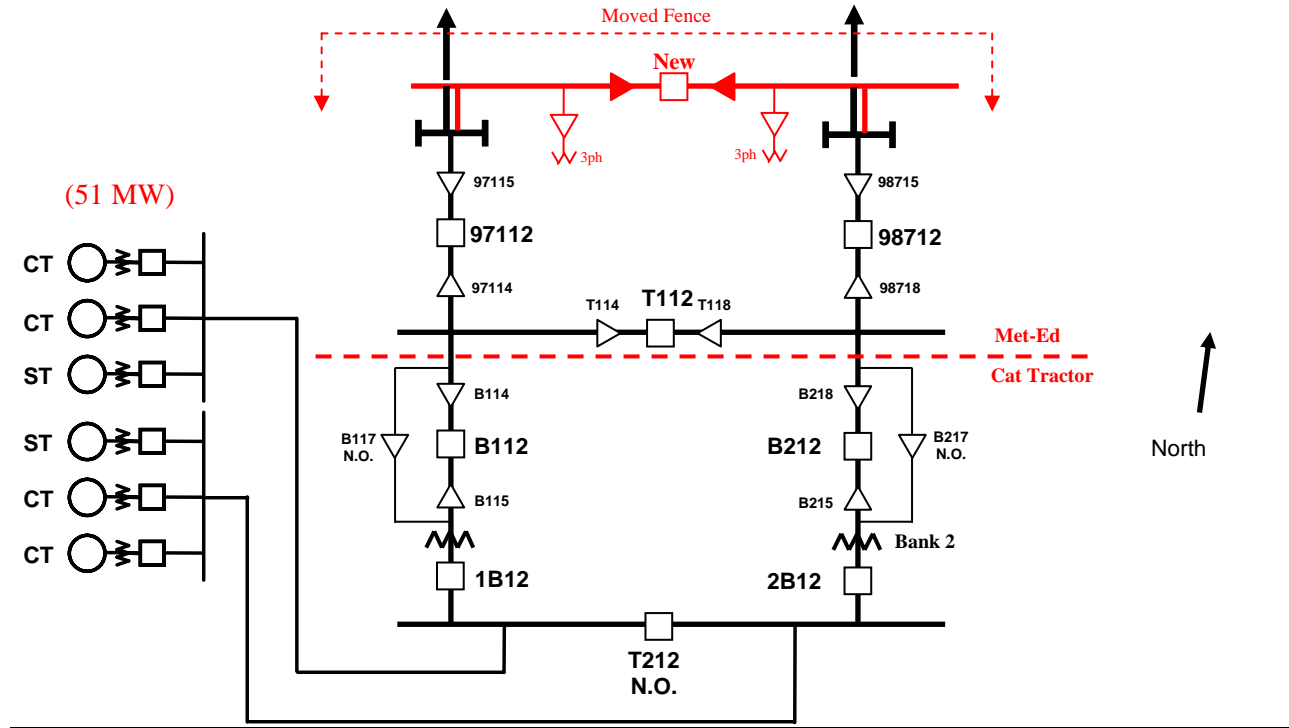 Moved Fence
New
3ph
3ph
97115
98715
(51 MW)
97112
98712
CT
97114
98718
CT
T114
T112
T118
Met-Ed
ST
Cat Tractor
B114
B218
ST
B117
N.O.
B112
B212
B217
N.O.
North
CT
B115
B215
CT
Bank 2
1B12
2B12
T212
N.O.